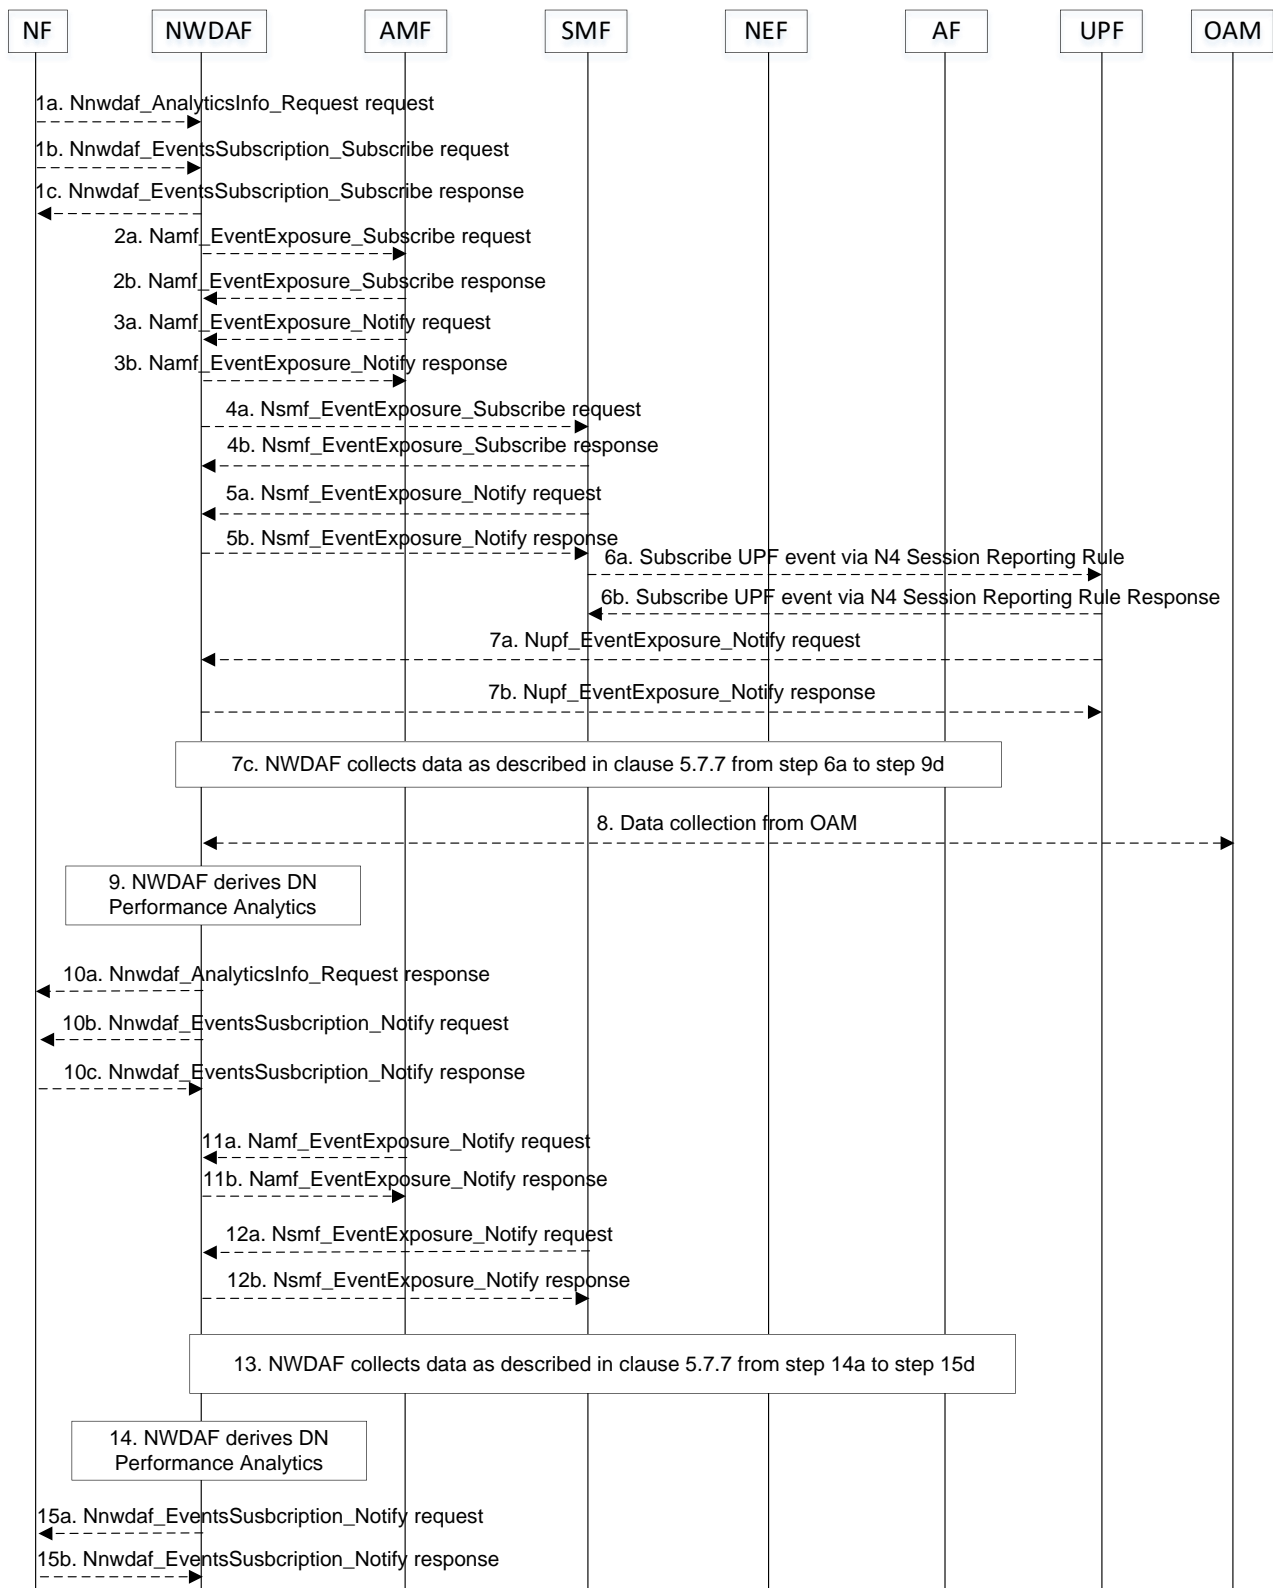 NF NWDAF AMF SMF NEF AF UPF OAM
1a. Nnwdaf_AnalyticsInfo_Request request
1b. Nnwdaf_EventsSubscription_Subscribe request
1c. Nnwdaf_EventsSubscription_Subscribe response
2a. Namf_EventExposure_Subscribe request
2b. Namf_EventExposure_Subscribe response
3a. Namf_EventExposure_Notify request
3b. Namf_EventExposure_Notify response
4a. Nsmf_EventExposure_Subscribe request
4b. Nsmf_EventExposure_Subscribe response
5a. Nsmf_EventExposure_Notify request
5b. Nsmf_EventExposure_Notify response
6a. Subscribe UPF event via N4 Session Reporting Rule
6b. Subscribe UPF event via N4 Session Reporting Rule Response
7a. Nupf_EventExposure_Notify request
7b. Nupf_EventExposure_Notify response
7c. NWDAF collects data as described in clause 5.7.7 from step 6a to step 9d
8. Data collection from OAM
9. NWDAF derives DN
Performance Analytics
10a. Nnwdaf_AnalyticsInfo_Request response
10b. Nnwdaf_EventsSusbcription_Notify request
10c. Nnwdaf_EventsSusbcription_Notify response
11a. Namf_EventExposure_Notify request
11b. Namf_EventExposure_Notify response
12a. Nsmf_EventExposure_Notify request
12b. Nsmf_EventExposure_Notify response
13. NWDAF collects data as described in clause 5.7.7 from step 14a to step 15d
14. NWDAF derives DN
Performance Analytics
15a. Nnwdaf_EventsSusbcription_Notify request
15b. Nnwdaf_EventsSusbcription_Notify response